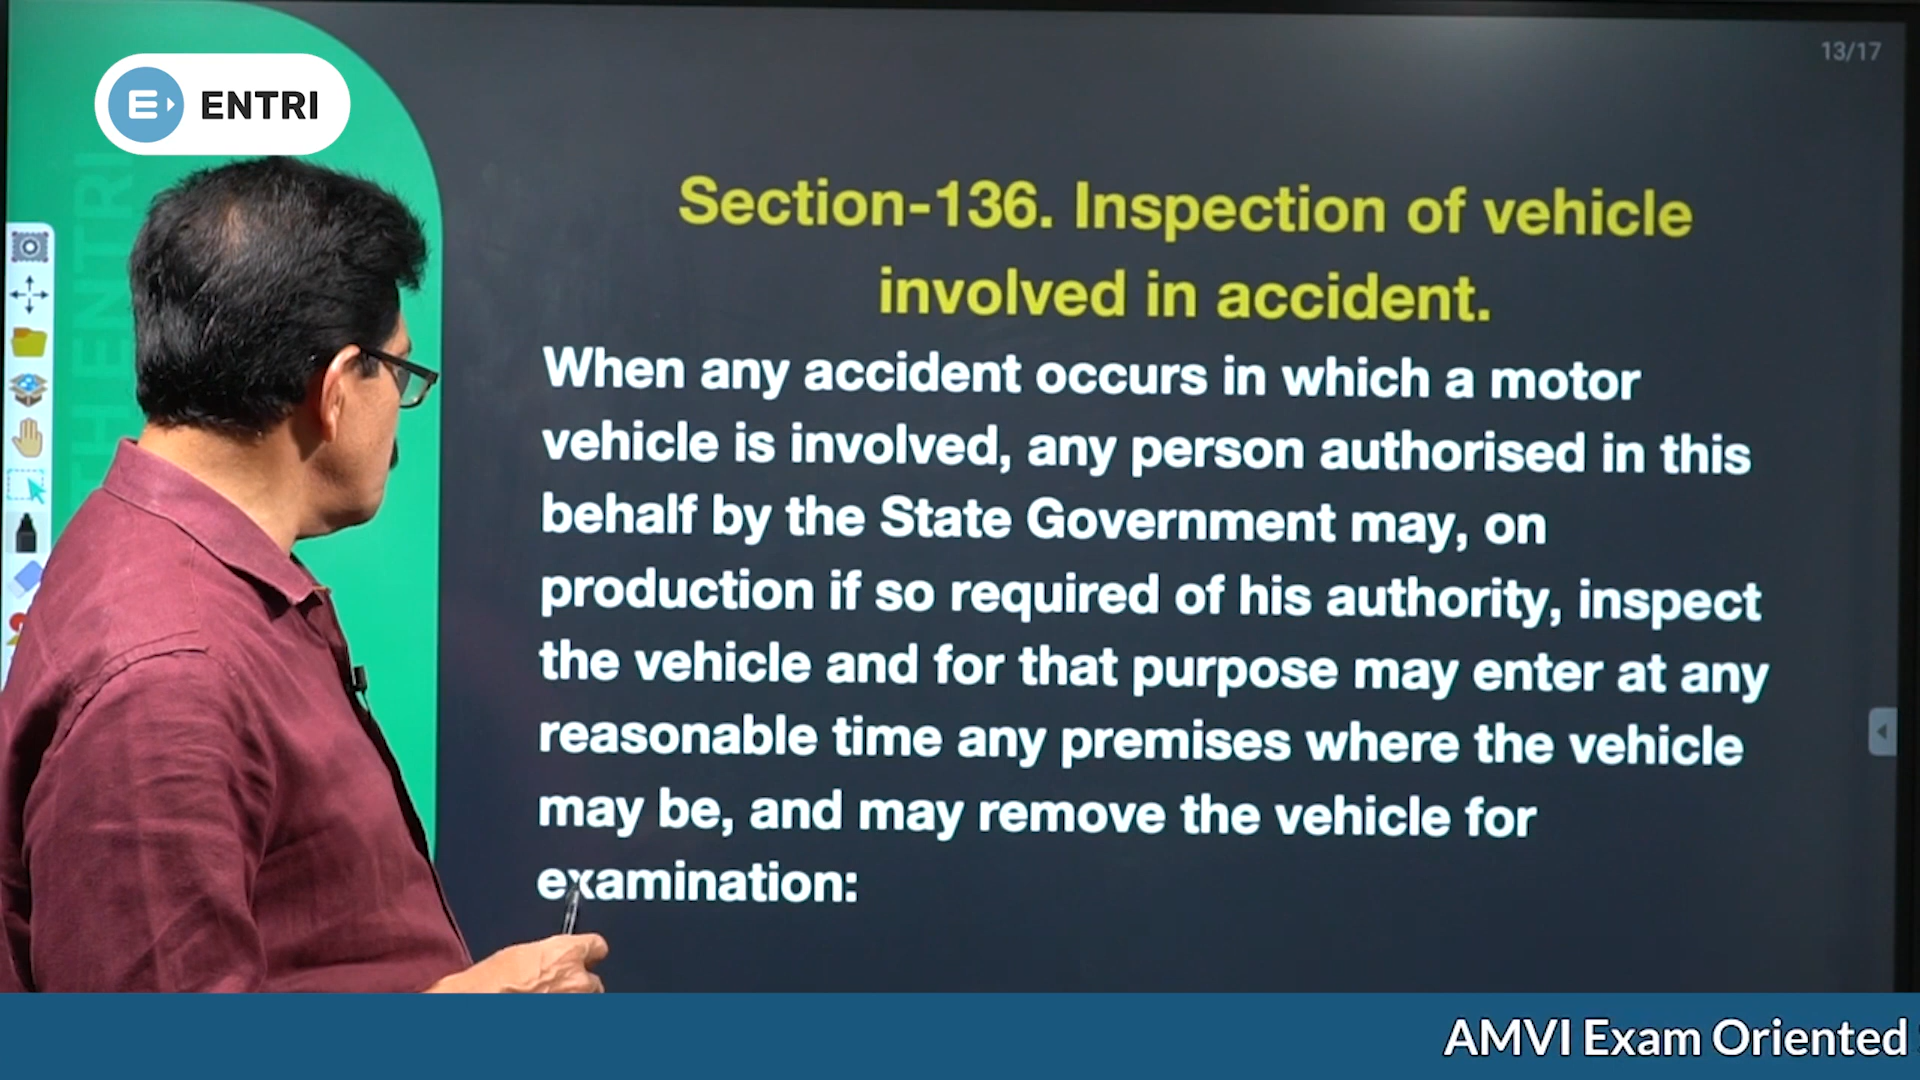 13/17
ENTRI
Section-136. Inspection of vehicle
involved in accident.
When any accident occurs in which a motor
vehicle is involved, any person authorised in this
behalf by the State Government may, on
production if so required of his authority, inspect
the vehicle and for that purpose may enter at any
reasonable time any premises where the vehicle
may be, and may remove the vehicle for
examination:
AMVI Exam Oriented